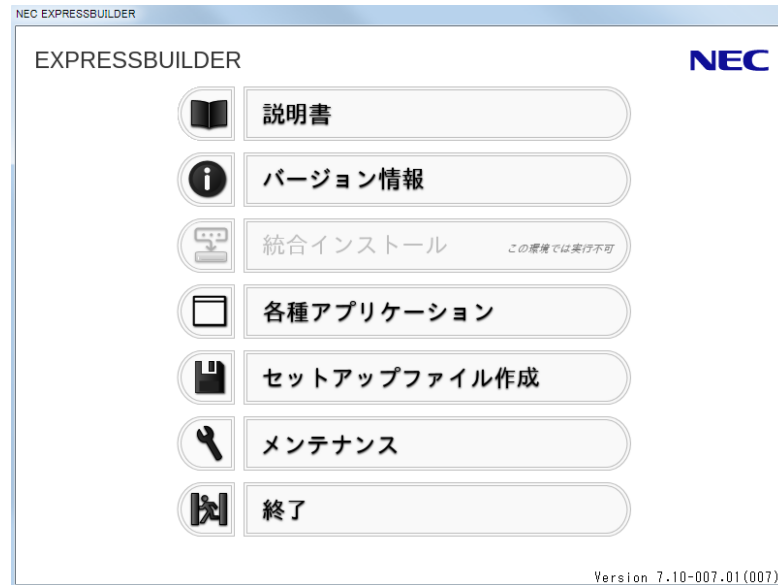 NEC EXPRESSBUILDER
EXPRESSBUILDER
NEC
説明書
バージョン情報
統合インストール この環境では実行不可
各種アプリケーション
セットアップファイル作成
メンテナンス
終了
Version 7.10-007.01(007)